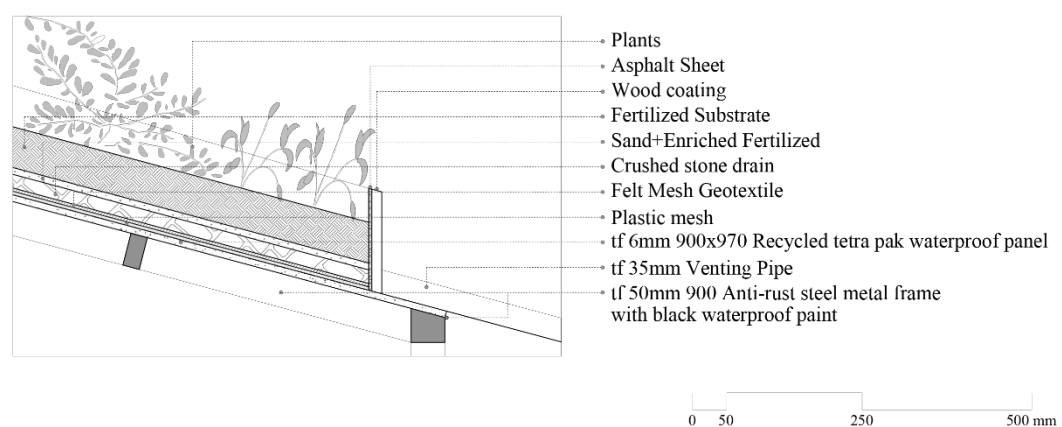 Plants
Asphalt Sheet
Wood coating
Fertilized Substrate
Sand+Enriched Fertilized
Crushed stone drain
Felt Mesh Geotextile
Plastic mesh
tf 6mm 900x970 Recycled tetra pak waterproof panel
tf 35mm Venting Pipe
tf 50mm 900 Anti-rust steel metal frame
with black waterproof paint
0 50 250 500 mm